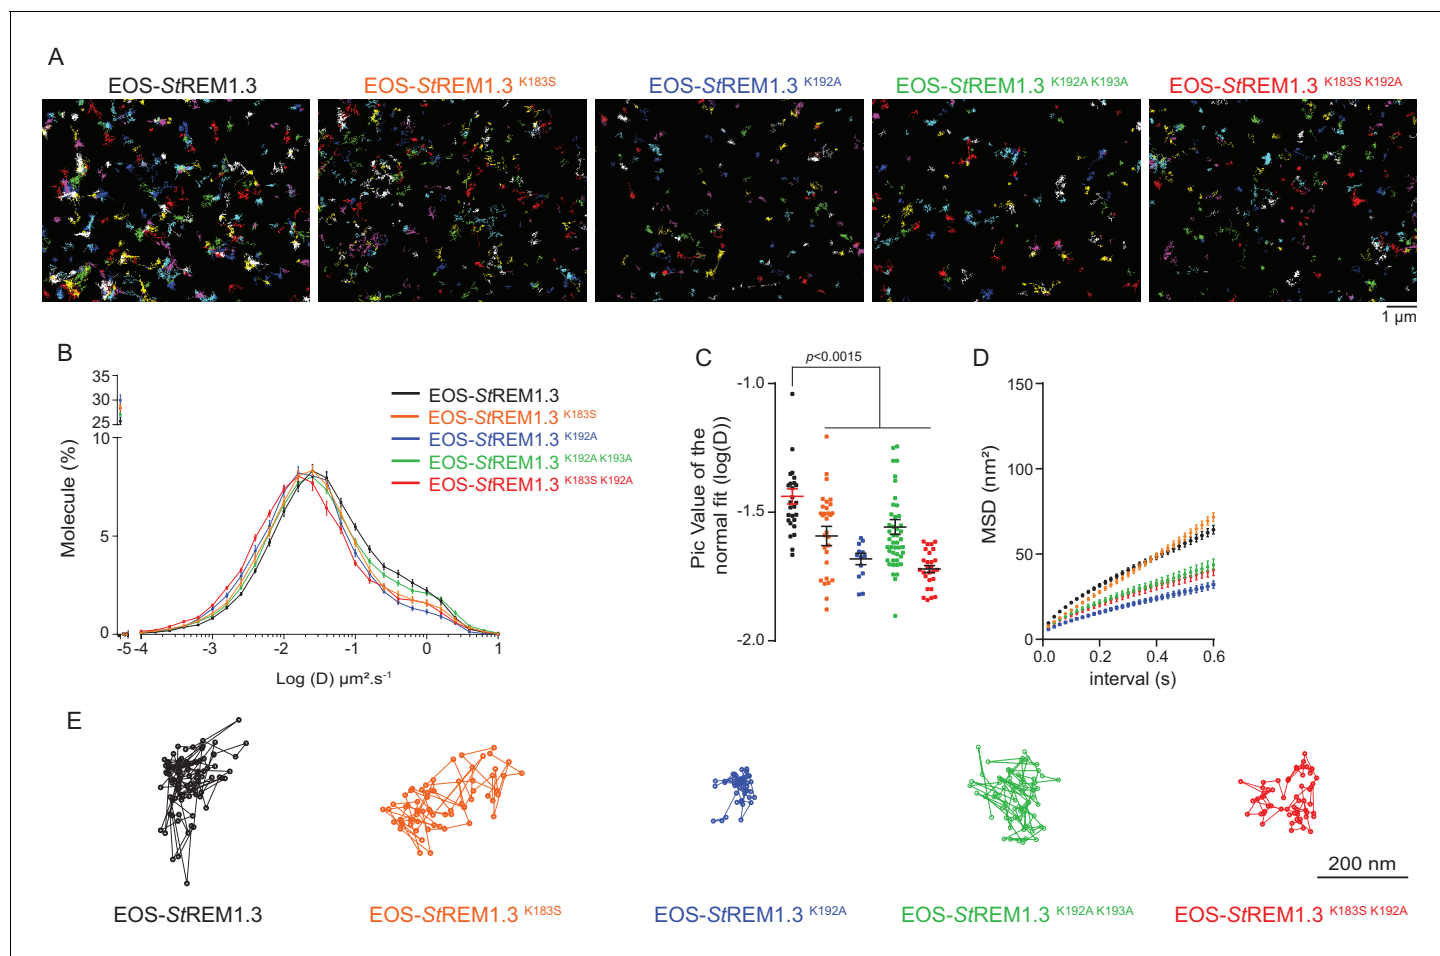 A
EOS-StREM1.3 EOS-StREM1.3 K183S EOS-StREM1.3 K192A EOS-StREM1.3 K192A K193A EOS-StREM1.3 K183S K192A
1 µm
B
Molecule (%)
35
30
25
10
5
0
-5 -4 -3 -2 -1 0 1
Log (D) µm².s⁻¹
EOS-StREM1.3
EOS-StREM1.3 K183S
EOS-StREM1.3 K192A
EOS-StREM1.3 K192A K193A
EOS-StREM1.3 K183S K192A
C
p<0.0015
Pic Value of the
normal fit (log(D))
-1.0
-1.5
-2.0
D
MSD (nm²)
150
100
50
0
0.0 0.2 0.4 0.6
interval (s)
E
200 nm
EOS-StREM1.3 EOS-StREM1.3 K183S EOS-StREM1.3 K192A EOS-StREM1.3 K192A K193A EOS-StREM1.3 K183S K192A